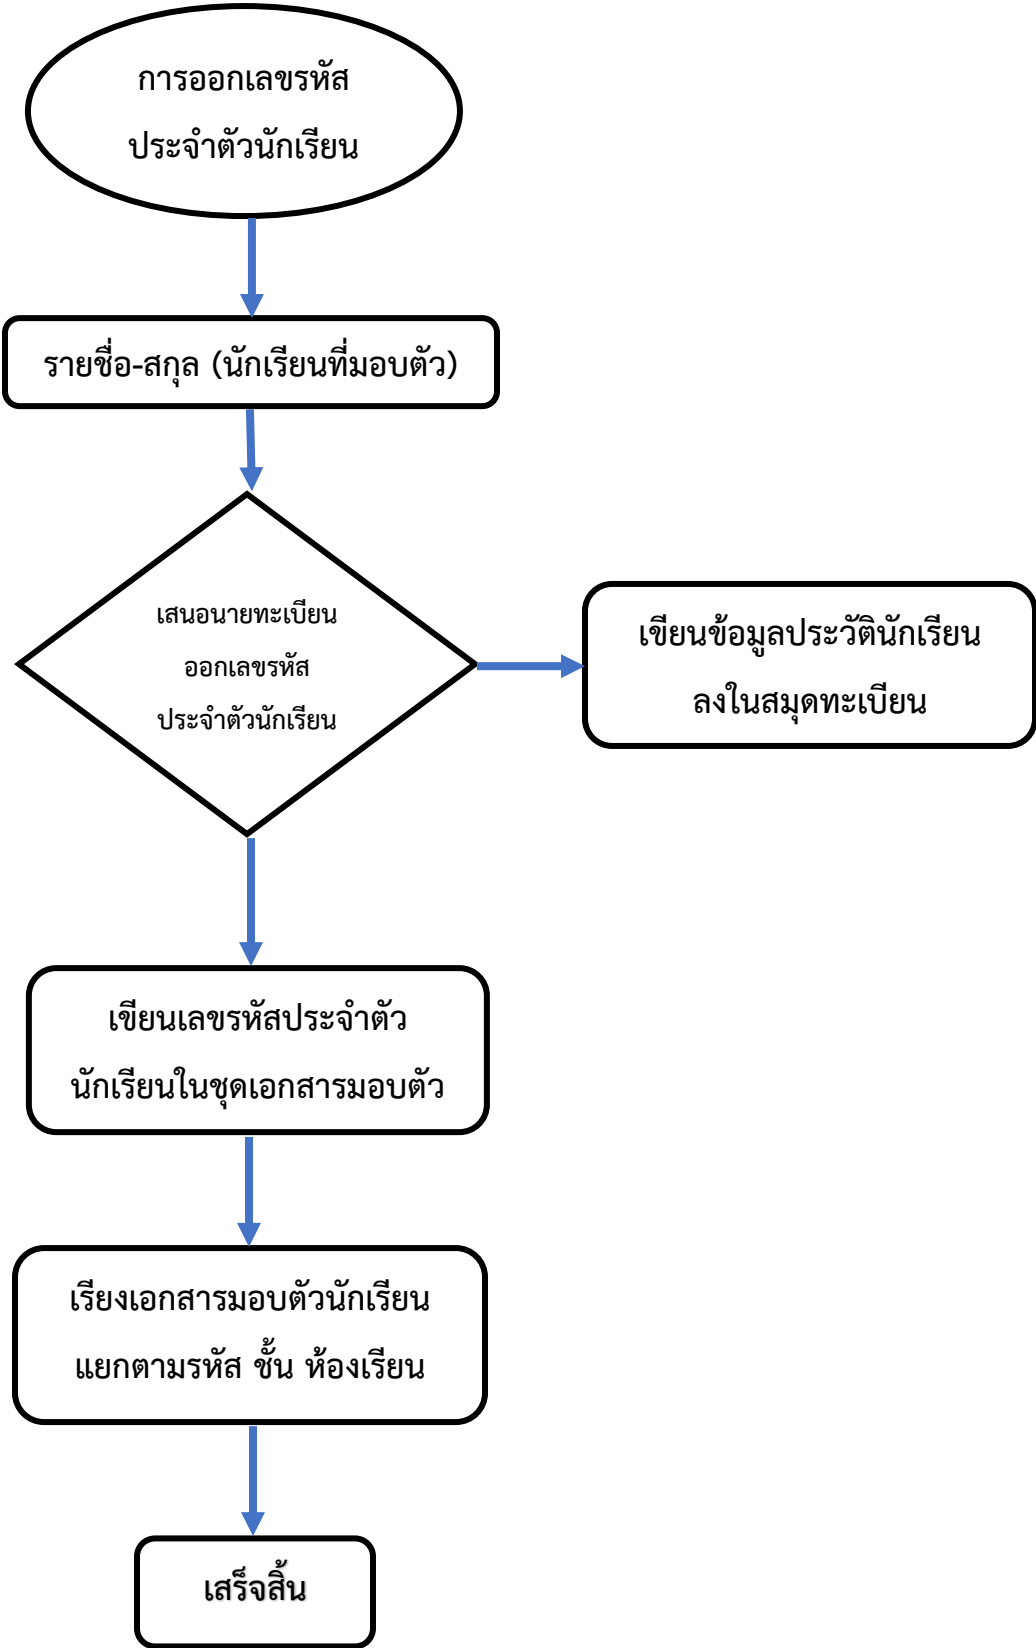 การออกเลขรหัส
ประจำตัวนักเรียน
รายชื่อ-สกุล (นักเรียนที่มอบตัว)
เสนอนายทะเบียน
ออกเลขรหัส
ประจำตัวนักเรียน
เขียนข้อมูลประวัตินักเรียน
ลงในสมุดทะเบียน
เขียนเลขรหัสประจำตัว
นักเรียนในชุดเอกสารมอบตัว
เรียงเอกสารมอบตัวนักเรียน
แยกตามรหัส ชั้น ห้องเรียน
เสร็จสิ้น